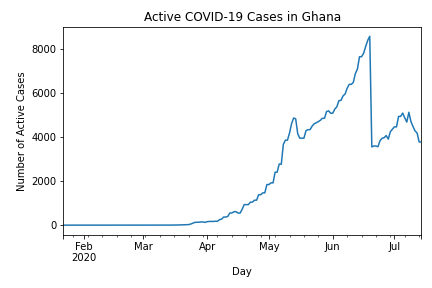 Active COVID-19 Cases in Ghana
Number of Active Cases
8000
6000
4000
2000
0
Feb Mar Apr May Jun Jul
2020
Day